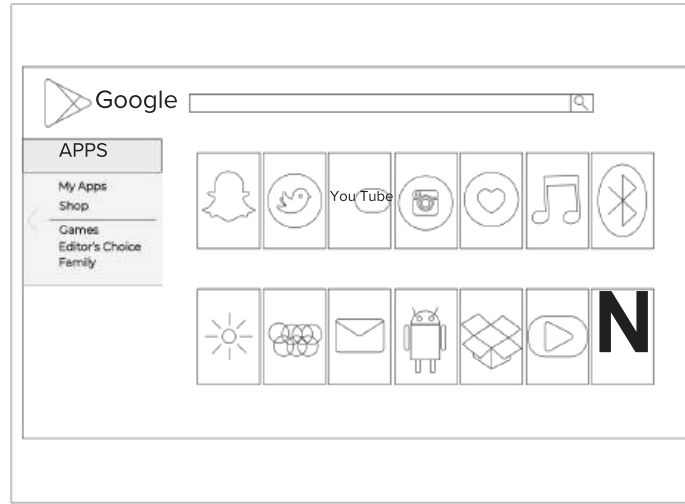 Google
APPS
My Apps
Shop
Games
Editor's Choice
Family
You Tube
N